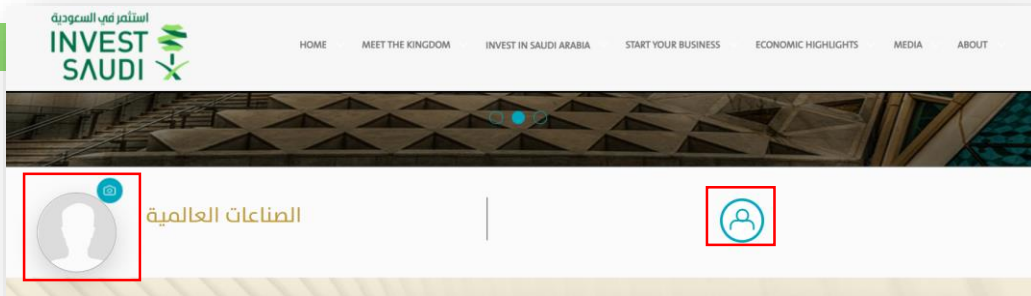 استثمر في السعودية
INVEST
SAUDI
HOME MEET THE KINGDOM INVEST IN SAUDI ARABIA START YOUR BUSINESS ECONOMIC HIGHLIGHTS MEDIA ABOUT
الصناعات العالمية